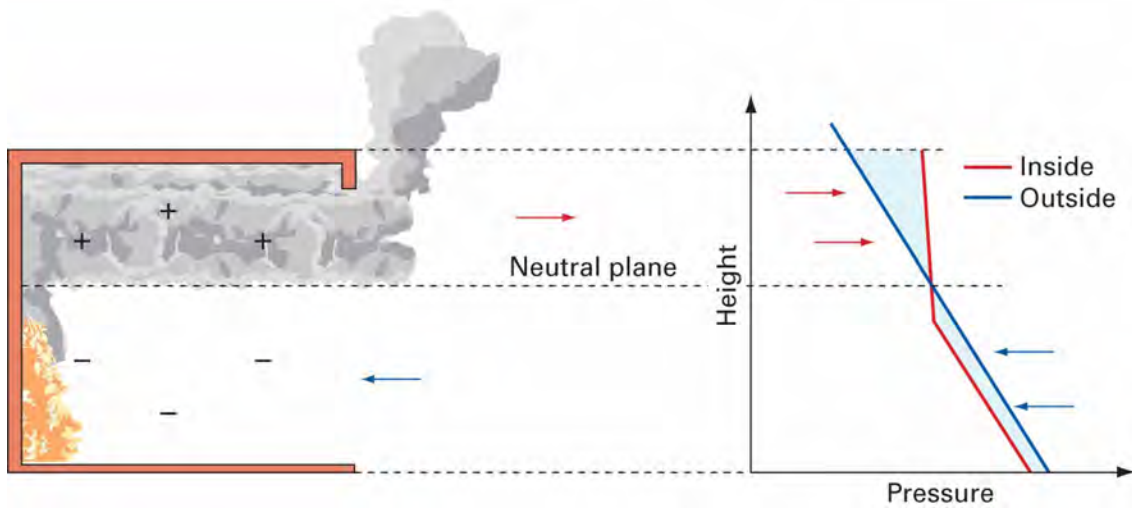 +
+
+
−
−
−
Neutral plane
Height
Inside
Outside
Pressure